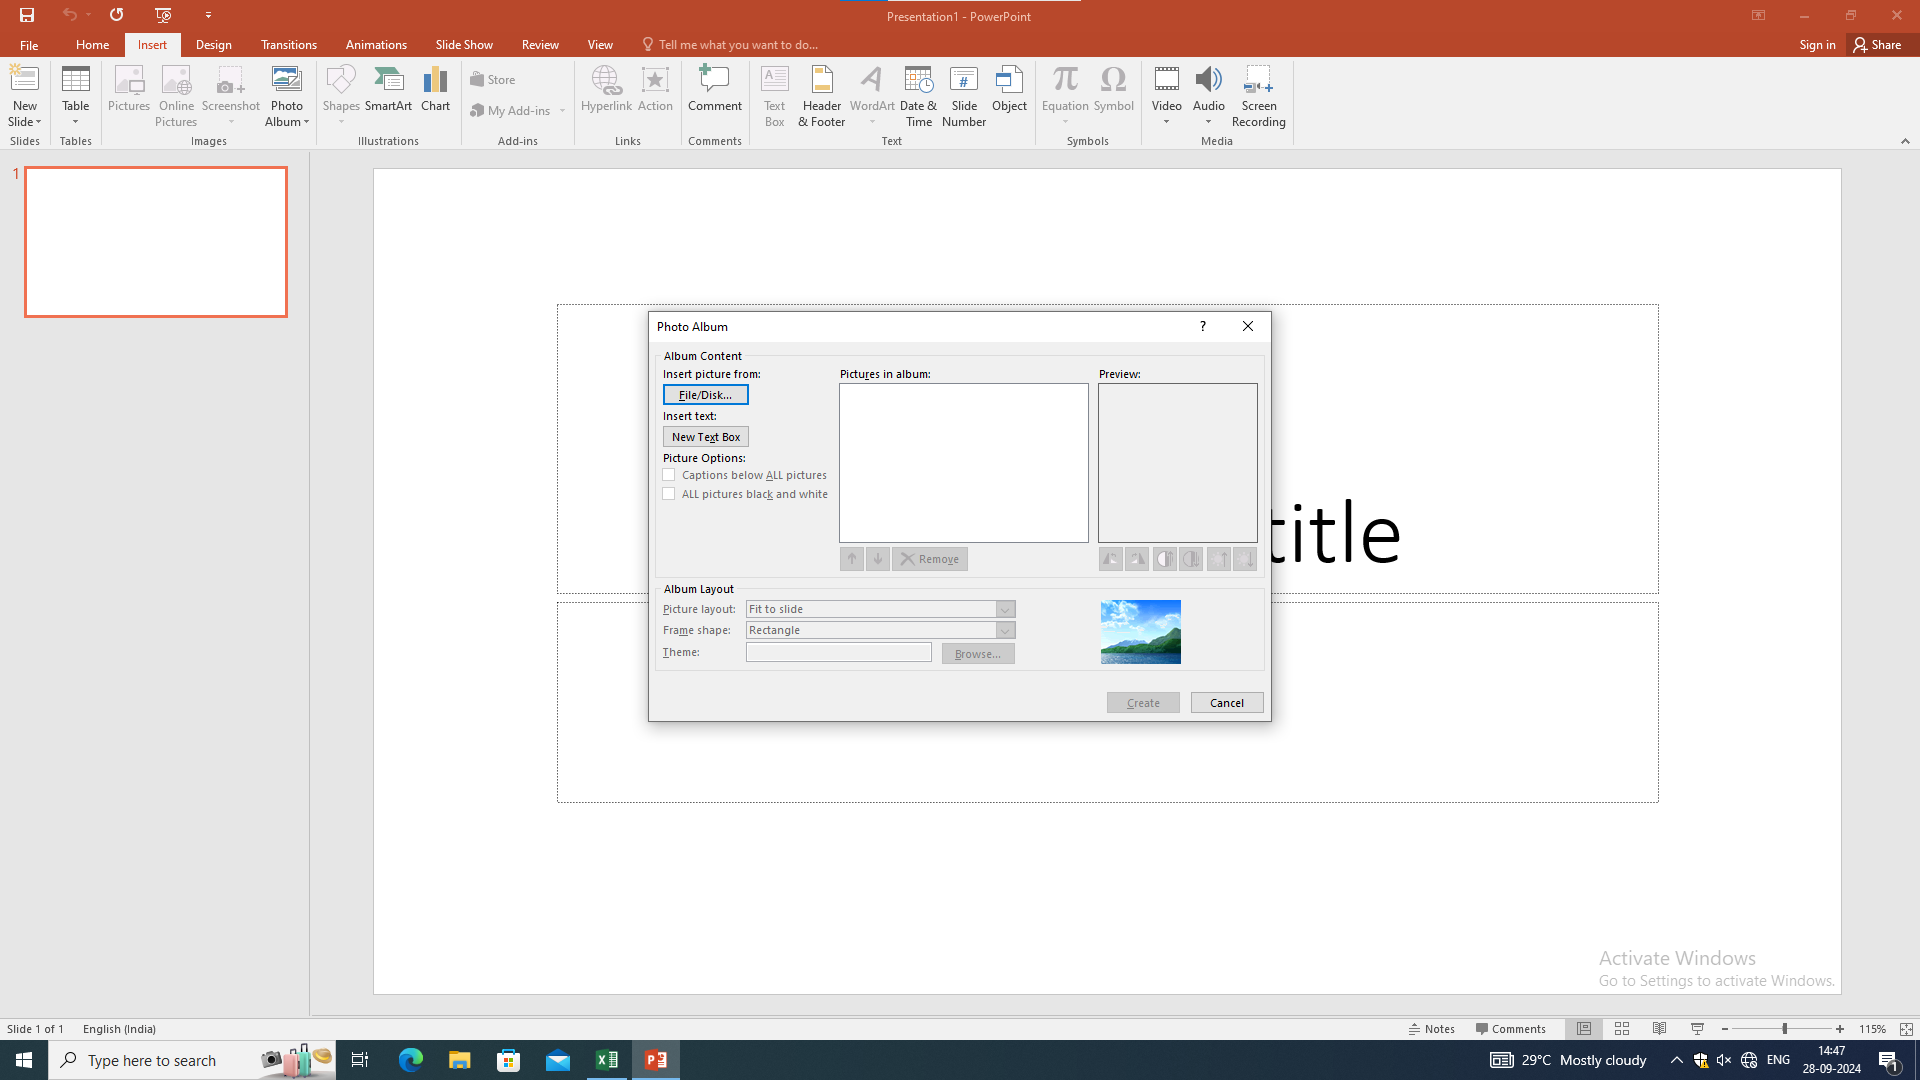 Presentation1 - PowerPoint
File Home Insert Design Transitions Animations Slide Show Review View Tell me what you want to do... Sign in Share
New Slide
Table
Pictures
Online Pictures
Screenshot
Photo Album
Shapes
SmartArt
Chart
Store
My Add-ins
Hyperlink
Action
Comment
Text Box
Header & Footer
WordArt
Date & Time
Slide Number
Object
Equation
Symbol
Video
Audio
Screen Recording
Slides Tables Images Illustrations Add-ins Links Comments Text Symbols Media
1
title
Photo Album ?
Album Content
Insert picture from: Pictures in album: Preview:
File/Disk...
Insert text:
New Text Box
Picture Options:
Captions below ALL pictures
ALL pictures black and white
Remove
Album Layout
Picture layout: Fit to slide
Frame shape: Rectangle
Theme: Browse...
Create Cancel
Activate Windows
Go to Settings to activate Windows.
Slide 1 of 1 English (India) Notes Comments 115%
Type here to search 29°C Mostly cloudy ENG 14:47
28-09-2024 1